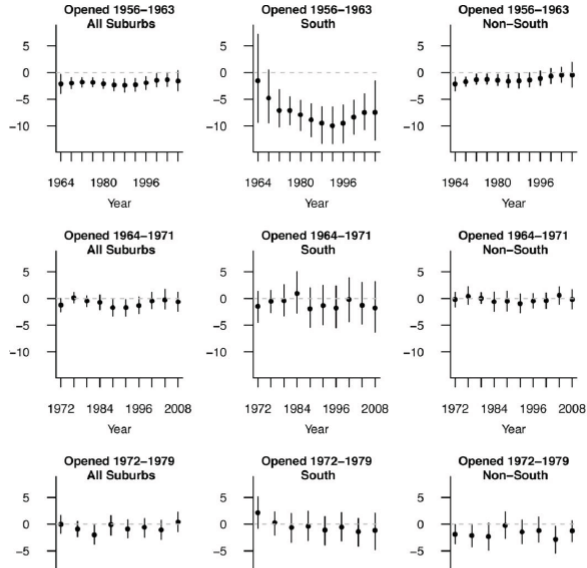 Opened 1956–1963 Opened 1956–1963 Opened 1956–1963
All Suburbs South Non–South
5 5 5
0 0 0
−5 −5 −5
−10 −10 −10
1964 1980 1996 1964 1980 1996 1964 1980 1996
Year Year Year
Opened 1964–1971 Opened 1964–1971 Opened 1964–1971
All Suburbs South Non–South
5 5 5
0 0 0
−5 −5 −5
−10 −10 −10
1972 1984 1996 2008 1972 1984 1996 2008 1972 1984 1996 2008
Year Year Year
Opened 1972–1979 Opened 1972–1979 Opened 1972–1979
All Suburbs South Non–South
5 5 5
0 0 0
−5 −5 −5